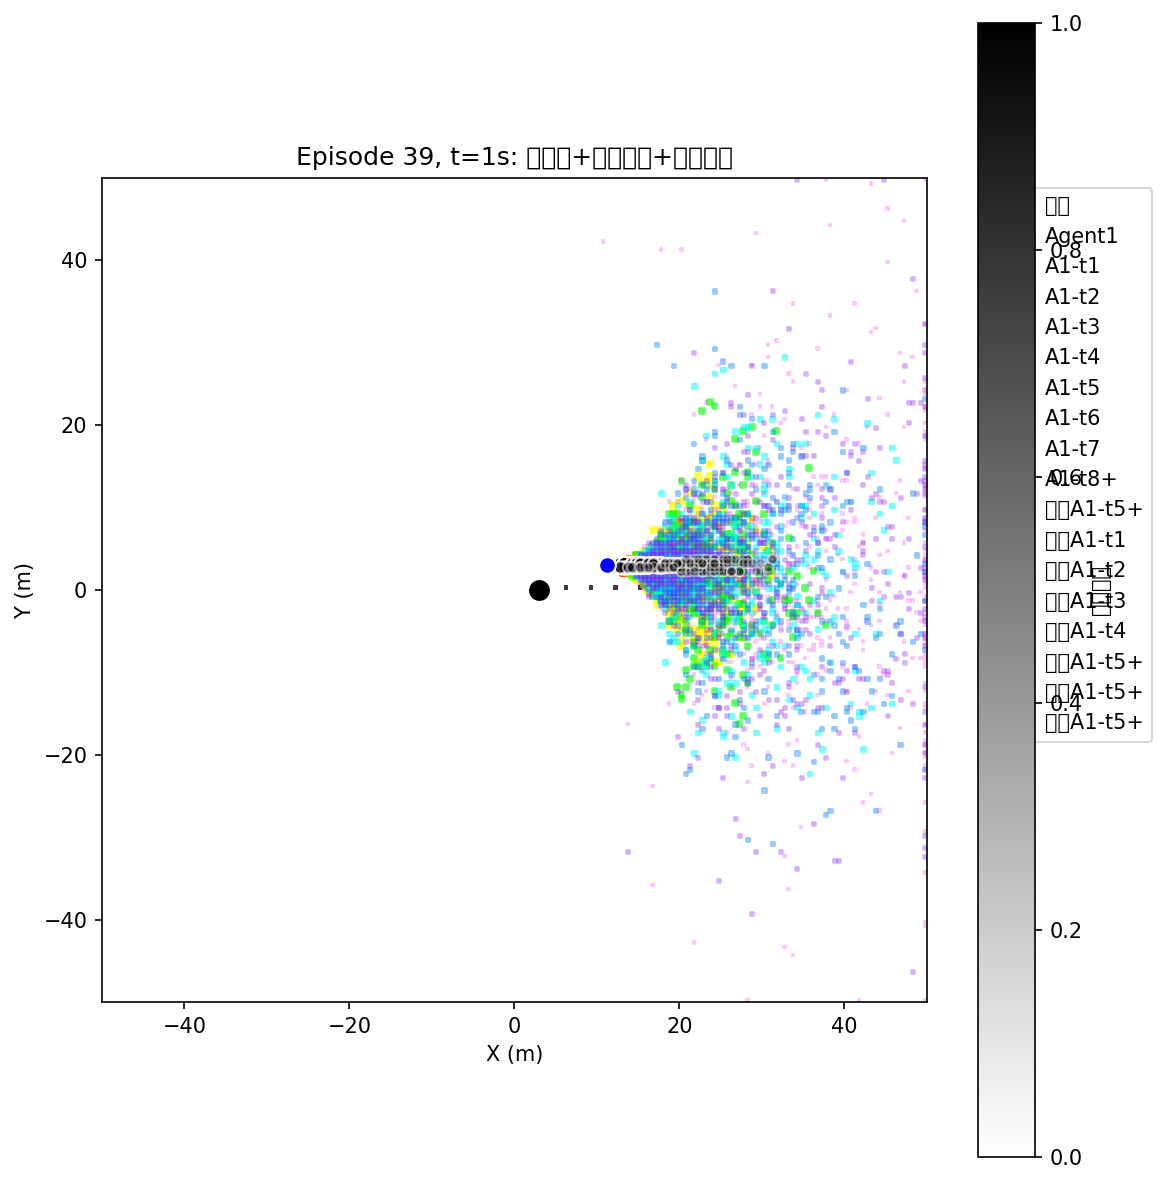 Episode 39, t=1s:
Y (m)
40
20
0
−20
−40
−40
−20
0
20
40
X (m)
1.0
0.8
0.6
0.4
0.2
0.0
Agent1
A1-t1
A1-t2
A1-t3
A1-t4
A1-t5
A1-t6
A1-t7
A1-t8+
A1-t5+
A1-t1
A1-t2
A1-t3
A1-t4
A1-t5+
A1-t5+
A1-t5+